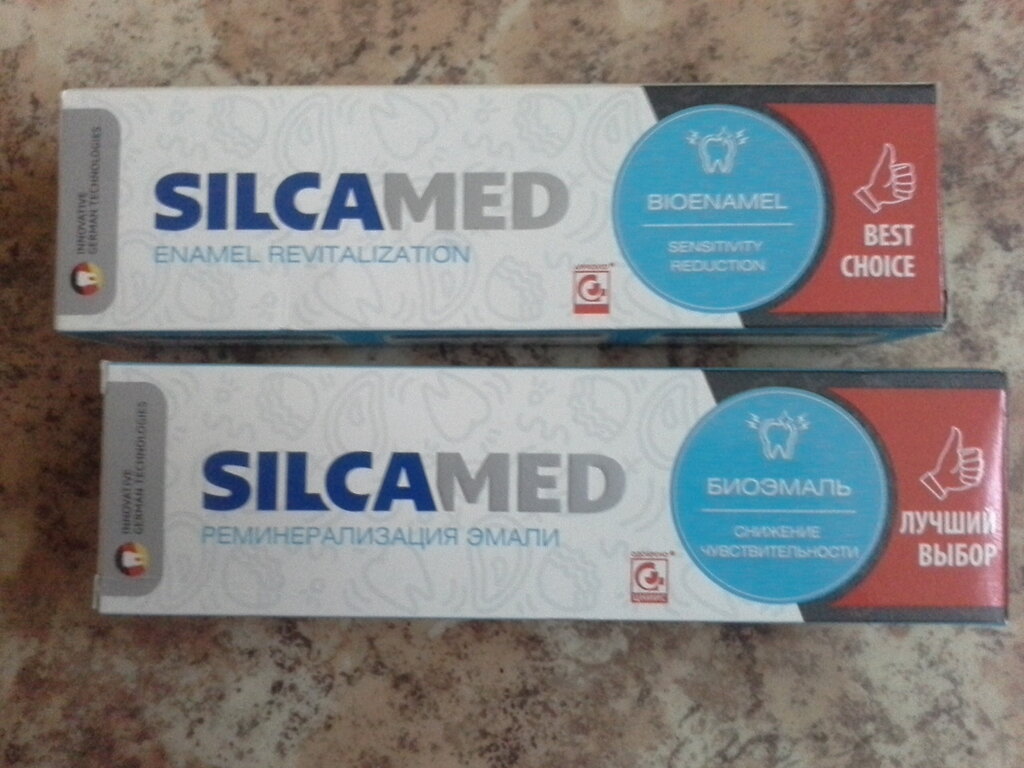 INNOVATIVE
GERMAN TECHNOLOGIES
SILCAMED
ENAMEL REVITALIZATION
BIOENAMEL
SENSITIVITY
REDUCTION
BEST
CHOICE
INNOVATIVE
GERMAN TECHNOLOGIES
SILCAMED
РЕМИНЕРАЛИЗАЦИЯ ЭМАЛИ
БИОЭМАЛЬ
СНИЖЕНИЕ
ЧУВСТВИТЕЛЬНОСТИ
ЛУЧШИЙ
ВЫБОР